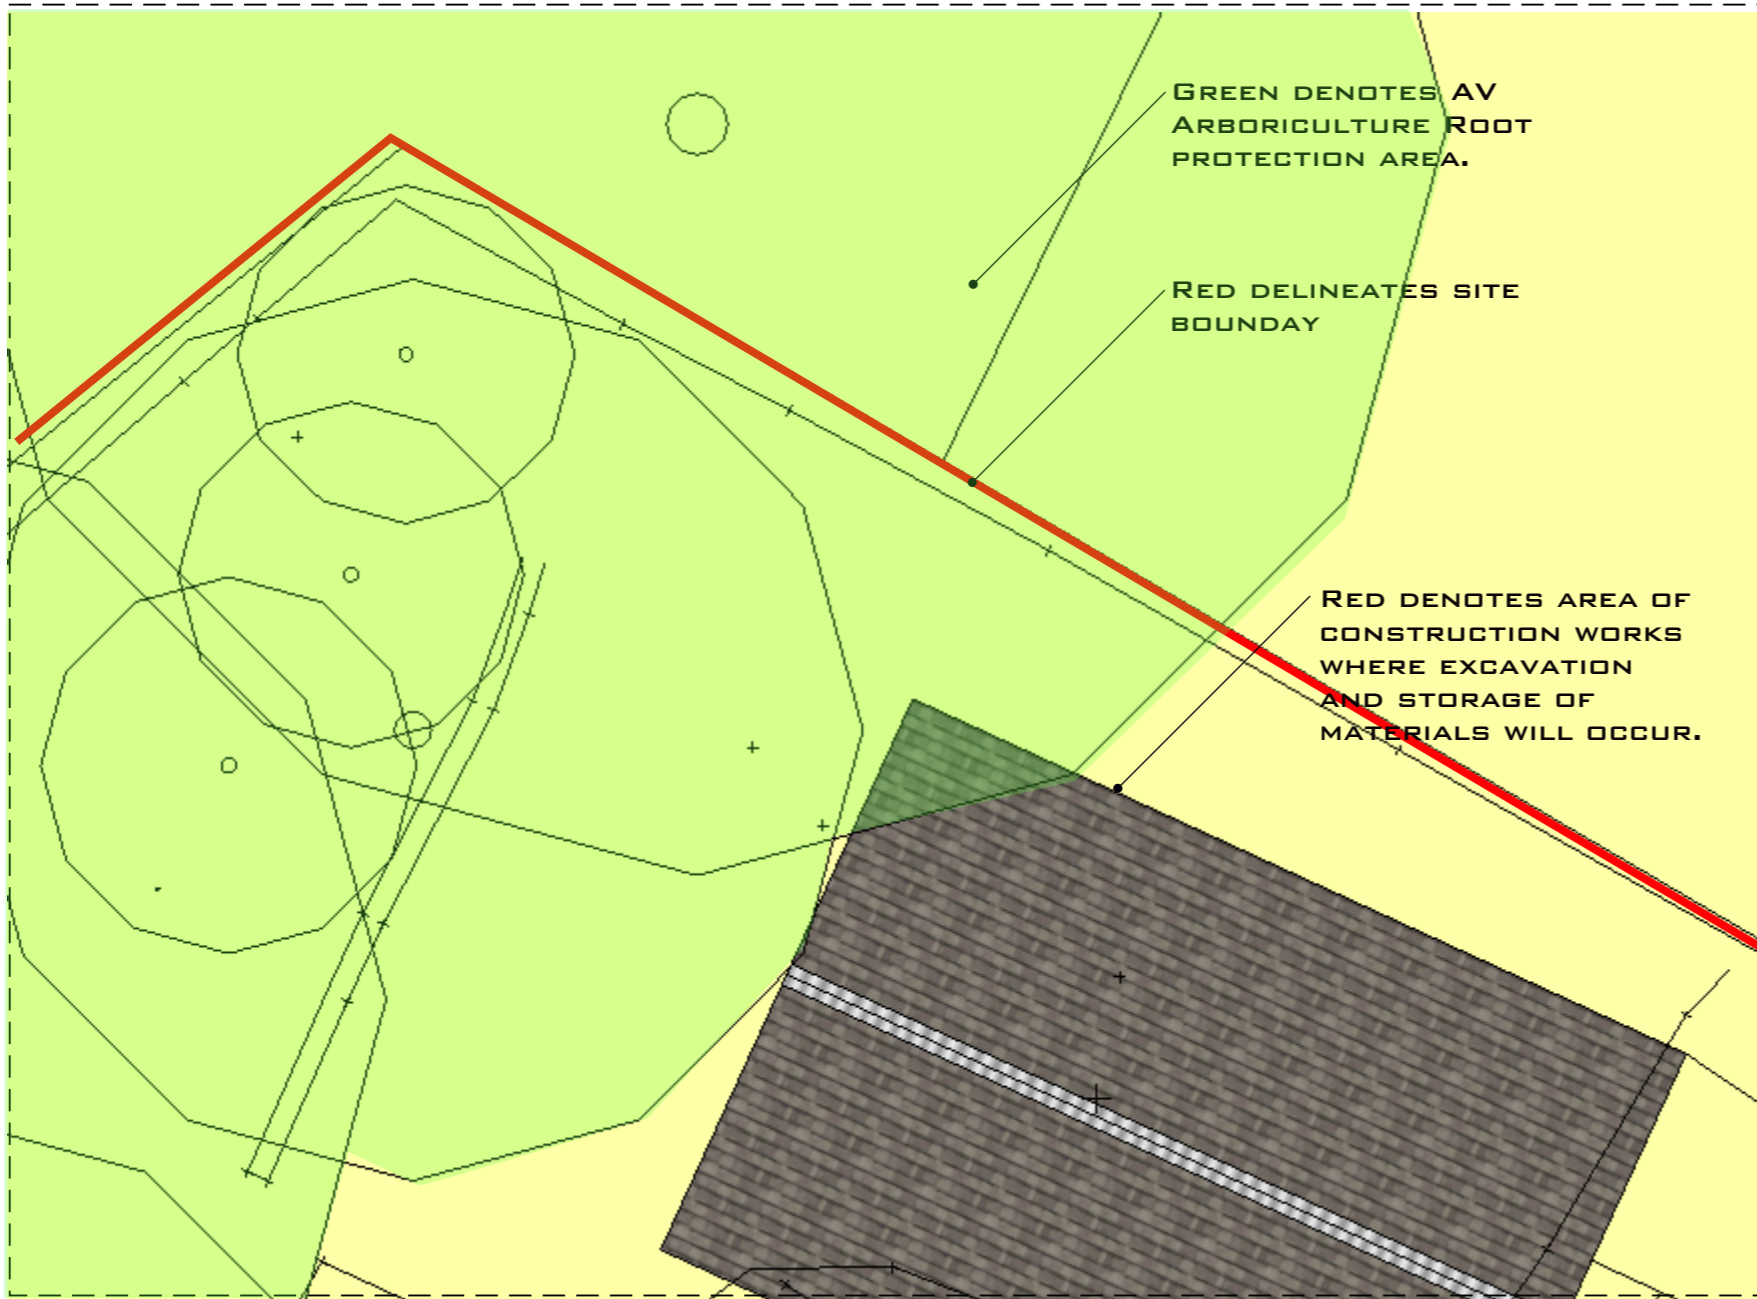 Green denotes AV
Arboriculture Root
protection area.
Red delineates site
bounday
Red denotes area of
construction works
where excavation
and storage of
materials will occur.